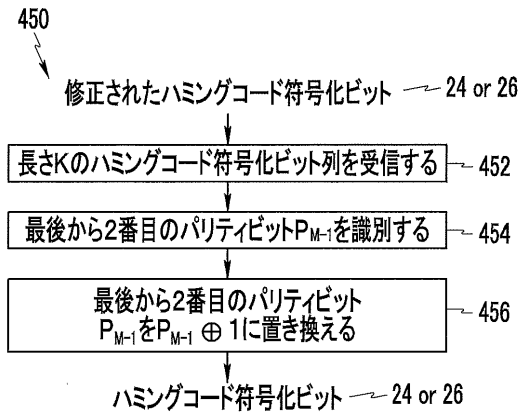 450
修正されたハミングコード符号化ビット 24 or 26
長さKのハミングコード符号化ビット列を受信する 452
最後から2番目のパリティビットPM-1を識別する 454
最後から2番目のパリティビット
PM-1をPM-1 ⊕ 1に置き換える 456
ハミングコード符号化ビット 24 or 26